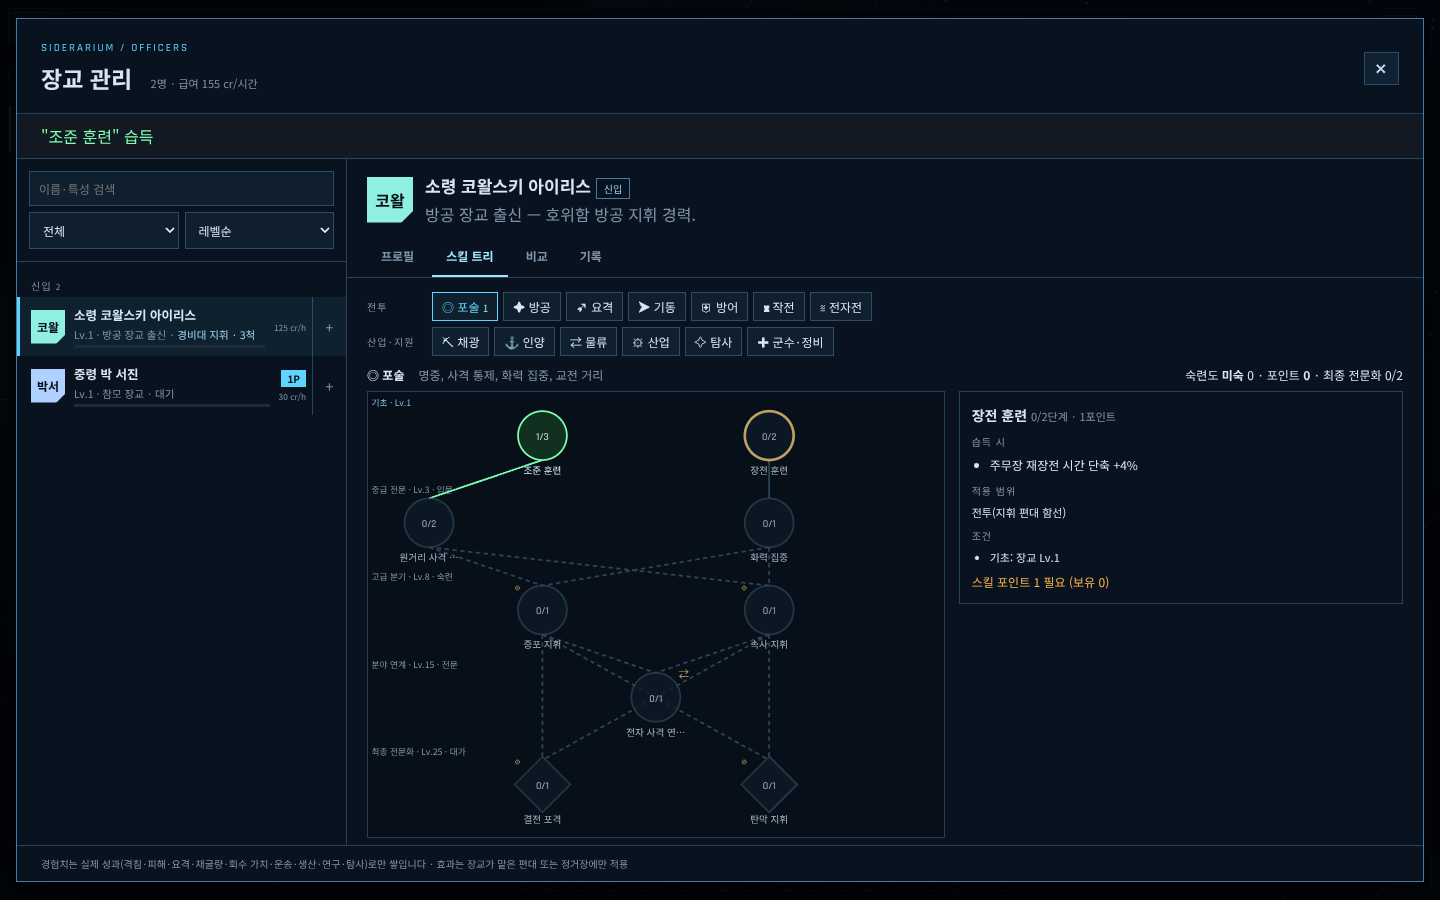 SIDERARIUM / OFFICERS
장교 관리 2명 · 급여 155 cr/시간
×
"조준 훈련" 습득
이름·특성 검색
전체 레벨순
신입 2
코왈 소령 코왈스키 아이리스
Lv.1 · 방공 장교 출신 · 경비대 지휘 · 3척 125 cr/h +
박서 중령 박 서진 1P
Lv.1 · 참모 장교 · 대기 30 cr/h +
코왈 소령 코왈스키 아이리스 신입
방공 장교 출신 — 호위함 방공 지휘 경력.
프로필 스킬 트리 비교 기록
전투 ◎ 포술 1 ✦ 방공 ➶ 요격 ➤ 기동 ⛨ 방어 작전 ≋ 전자전
산업·지원 ⛏ 채광 ⚓ 인양 ⇄ 물류 ⛭ 산업 ✧ 탐사 ✚ 군수·정비
◎ 포술 명중, 사격 통제, 화력 집중, 교전 거리 숙련도 미숙 0 · 포인트 0 · 최종 전문화 0/2
기초 · Lv.1
1/3 0/2
조준 훈련 장전 훈련
중급 전문 · Lv.3 · 입문
0/2 0/1
원거리 사격 … 화력 집중
고급 분기 · Lv.8 · 숙련
0/1 0/1
중포 지휘 속사 지휘
분야 연계 · Lv.15 · 전문
⇄
0/1
전자 사격 연…
최종 전문화 · Lv.25 · 대가
0/1 0/1
결전 포격 탄막 지휘
장전 훈련 0/2단계 · 1포인트
습득 시
• 주무장 재장전 시간 단축 +4%
적용 범위
전투(지휘 편대 함선)
조건
• 기초: 장교 Lv.1
스킬 포인트 1 필요 (보유 0)
경험치는 실제 성과(격침·피해·요격·채굴량·회수 가치·운송·생산·연구·탐사)로만 쌓입니다 · 효과는 장교가 맡은 편대 또는 정거장에만 적용